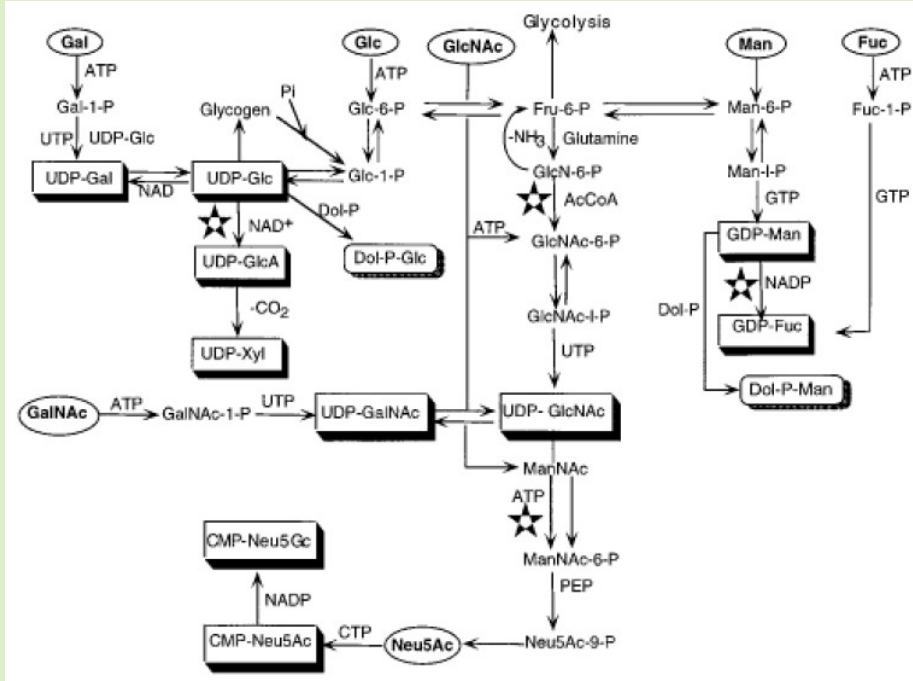 Glycolysis
Gal
Glc
GlcNAc
Man
Fuc
ATP
ATP
ATP
Pi
Gal-1-P
Glycogen
Glc-6-P
Fru-6-P
Man-6-P
Fuc-1-P
UTP
UDP-Glc
-NH3
Glutamine
UDP-Gal
UDP-Glc
Glc-1-P
GlcN-6-P
Man-I-P
NAD
Dol-P
AcCoA
GTP
GTP
NAD+
ATP
GlcNAc-6-P
GDP-Man
UDP-GlcA
Dol-P-Glc
NADP
-CO2
GlcNAc-I-P
Dol-P
GDP-Fuc
UDP-Xyl
UTP
Dol-P-Man
GalNAc
ATP
GalNAc-1-P
UTP
UDP-GalNAc
UDP- GlcNAc
ManNAc
ATP
CMP-Neu5Gc
ManNAc-6-P
PEP
NADP
CMP-Neu5Ac
CTP
Neu5Ac
Neu5Ac-9-P